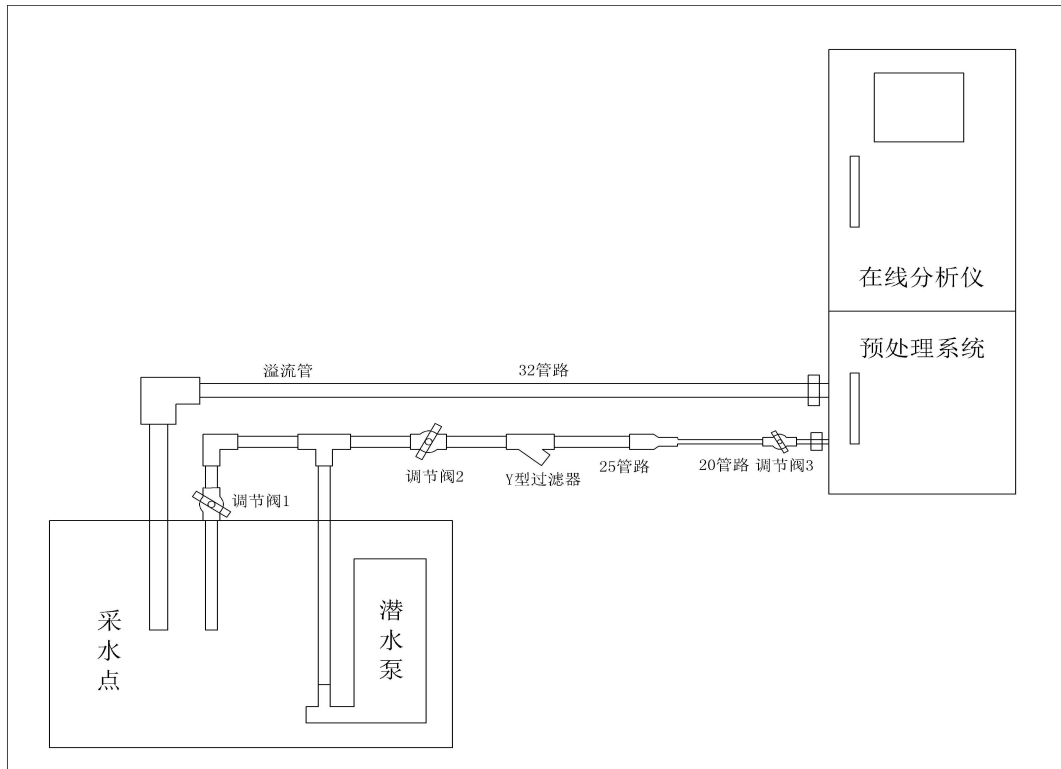 在线分析仪
预处理系统
溢流管
32管路
调节阀2
Y型过滤器
25管路
20管路
调节阀3
调节阀1
采水点
潜水泵